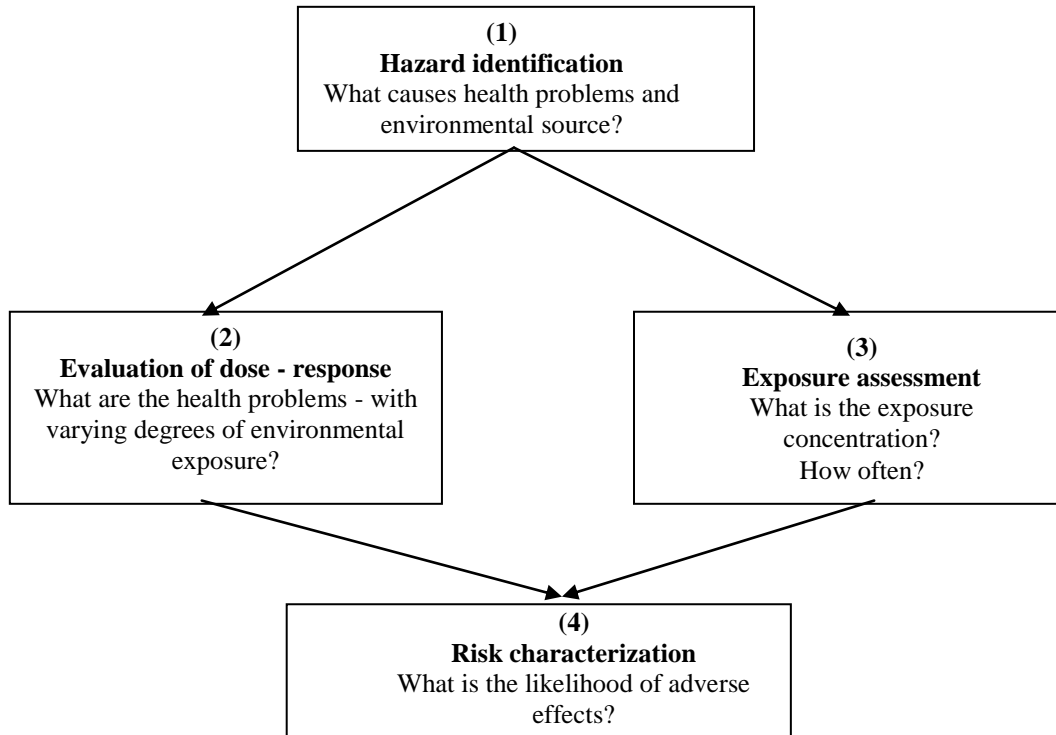 (1)
Hazard identification
What causes health problems and
environmental source?
(2)
Evaluation of dose - response
What are the health problems - with
varying degrees of environmental
exposure?
(3)
Exposure assessment
What is the exposure
concentration?
How often?
(4)
Risk characterization
What is the likelihood of adverse
effects?